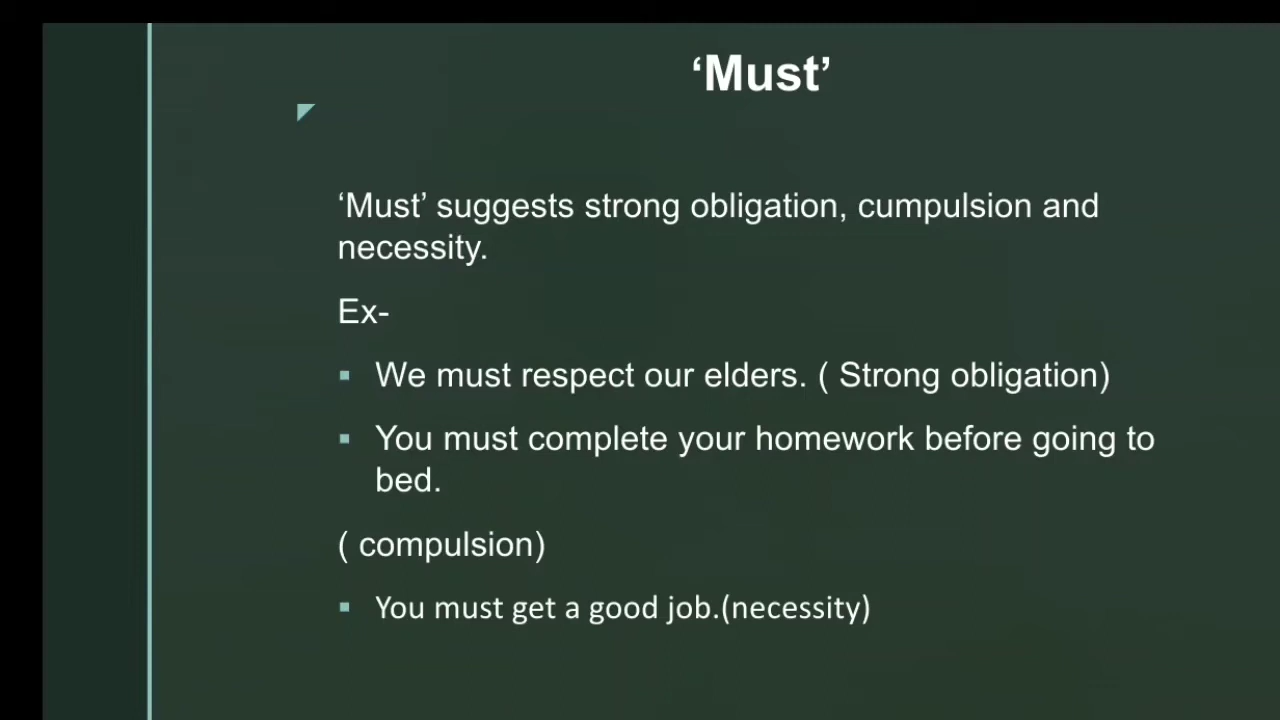 ‘Must’
‘Must’ suggests strong obligation, cumpulsion and
necessity.
Ex-
▪ We must respect our elders. ( Strong obligation)
▪ You must complete your homework before going to
bed.
( compulsion)
▪ You must get a good job.(necessity)